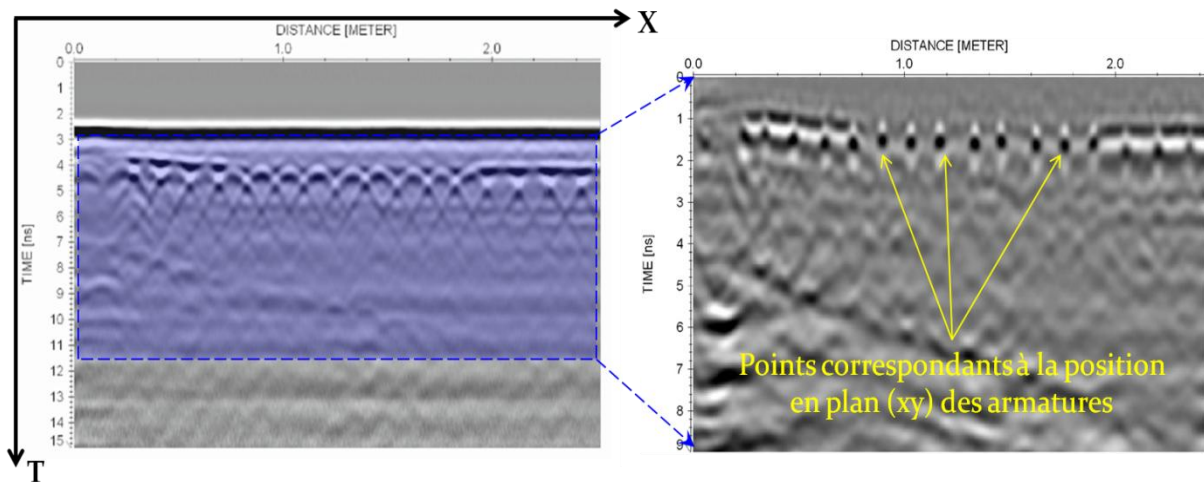 X
DISTANCE [METER]
0.0 1.0 2.0
TIME [ns]
0
1
2
3
4
5
6
7
8
9
10
11
12
13
14
15
T
DISTANCE [METER]
0.0 1.0 2.0
TIME [ns]
0
1
2
3
4
5
6
7
8
9
Points correspondants à la position
en plan (xy) des armatures